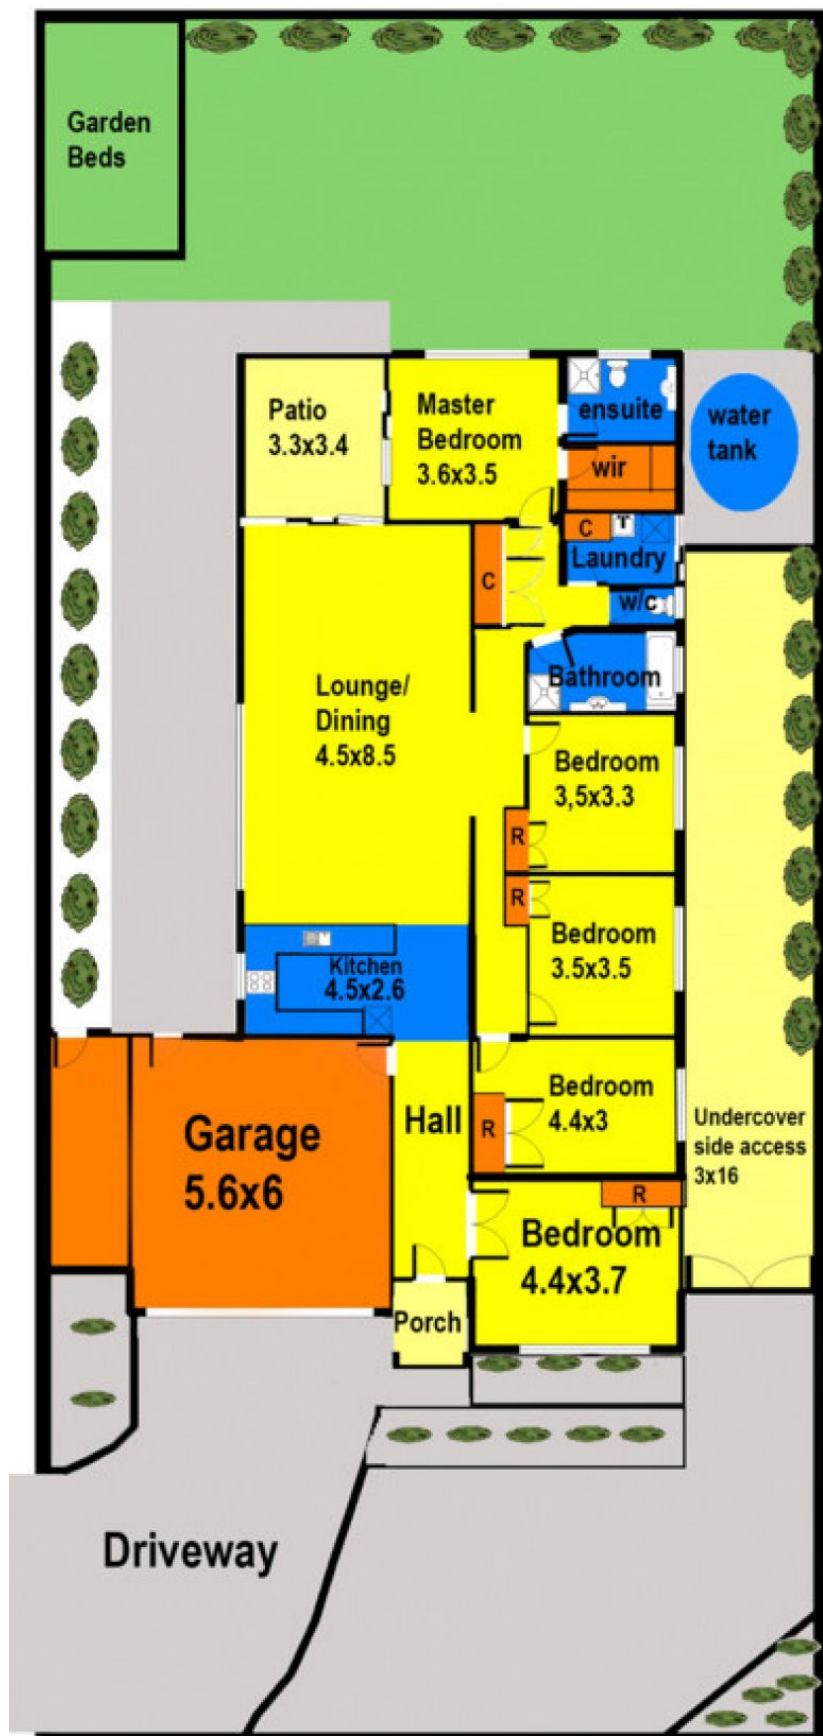 Garden
Beds
Patio
3.3x3.4
Master
Bedroom
3.6x3.5
ensuite
wir
water
tank
C
T
Laundry
C
w/c
Bathroom
Lounge/
Dining
4.5x8.5
Bedroom
3,5x3.3
R
R
Bedroom
3.5x3.5
Kitchen
4.5x2.6
Garage
5.6x6
Hall
Bedroom
4.4x3
R
Undercover
side access
3x16
R
Bedroom
4.4x3.7
Porch
Driveway